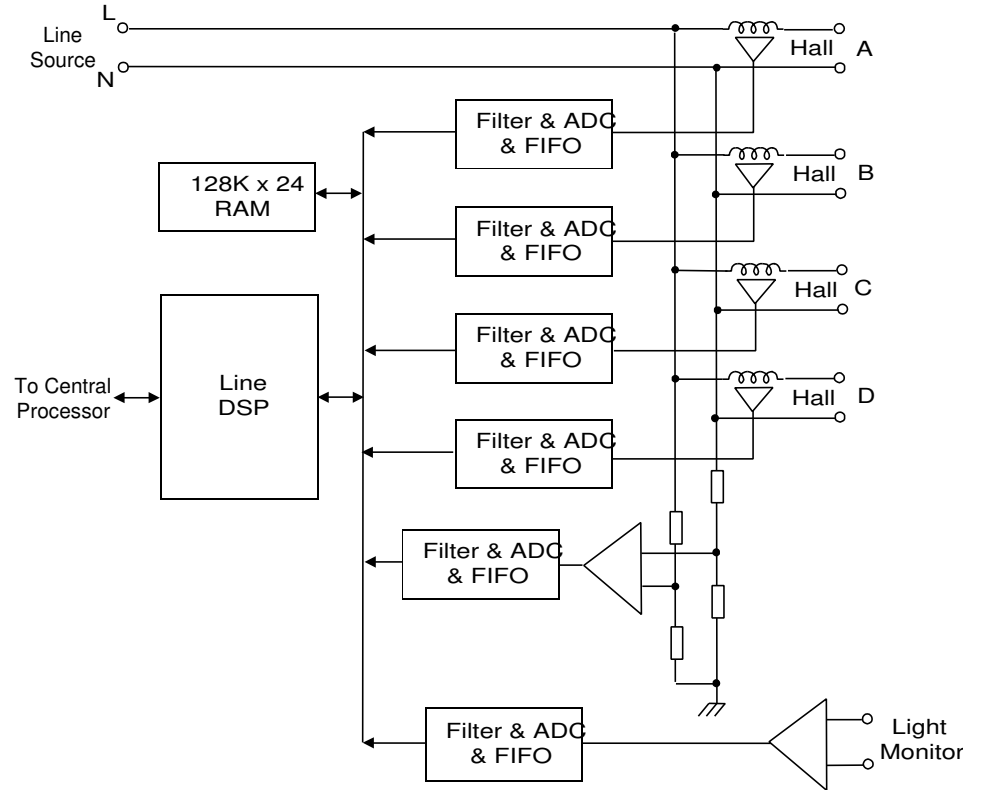 L
Line
Source
N
Hall A
Filter & ADC
& FIFO
128K x 24
RAM
Hall B
Filter & ADC
& FIFO
Hall C
Filter & ADC
& FIFO
To Central
Processor
Line
DSP
Hall D
Filter & ADC
& FIFO
Filter & ADC
& FIFO
Filter & ADC
& FIFO
Light
Monitor